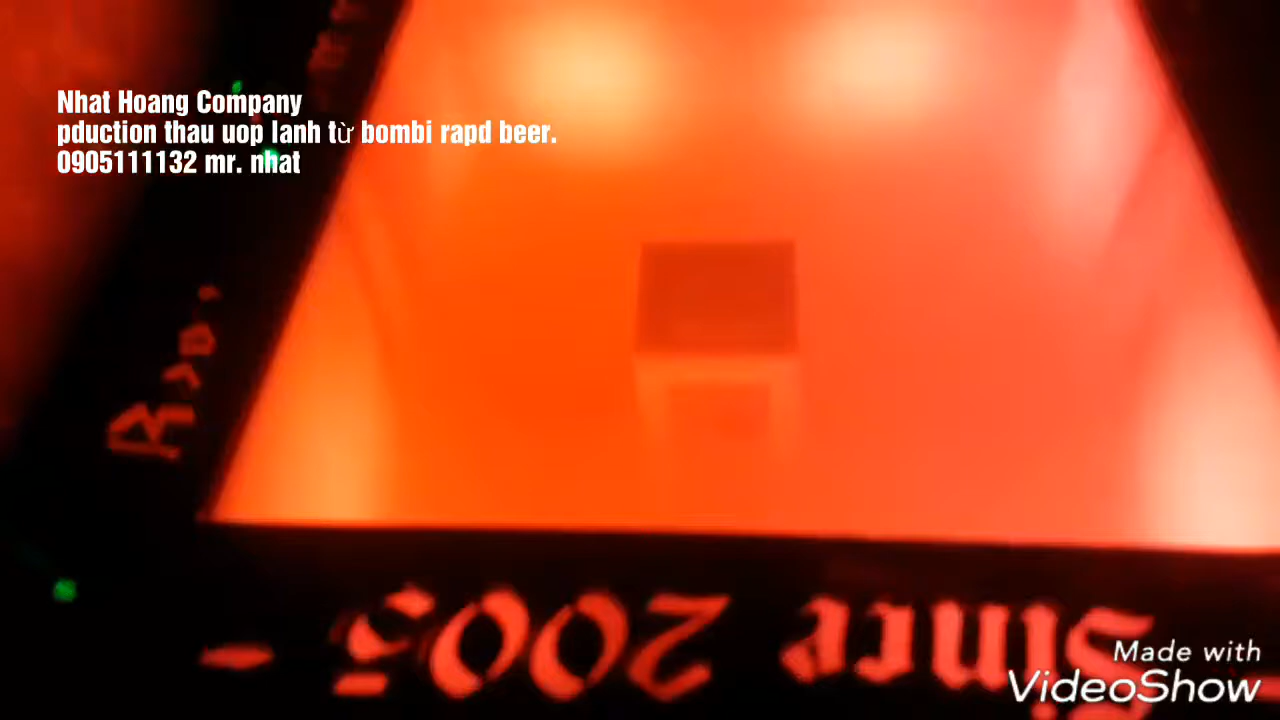 Nhat Hoang Company
pduction thau uop lanh từ bombi rapd beer.
0905111132 mr. nhat
Since 2005 -
Made with
VideoShow